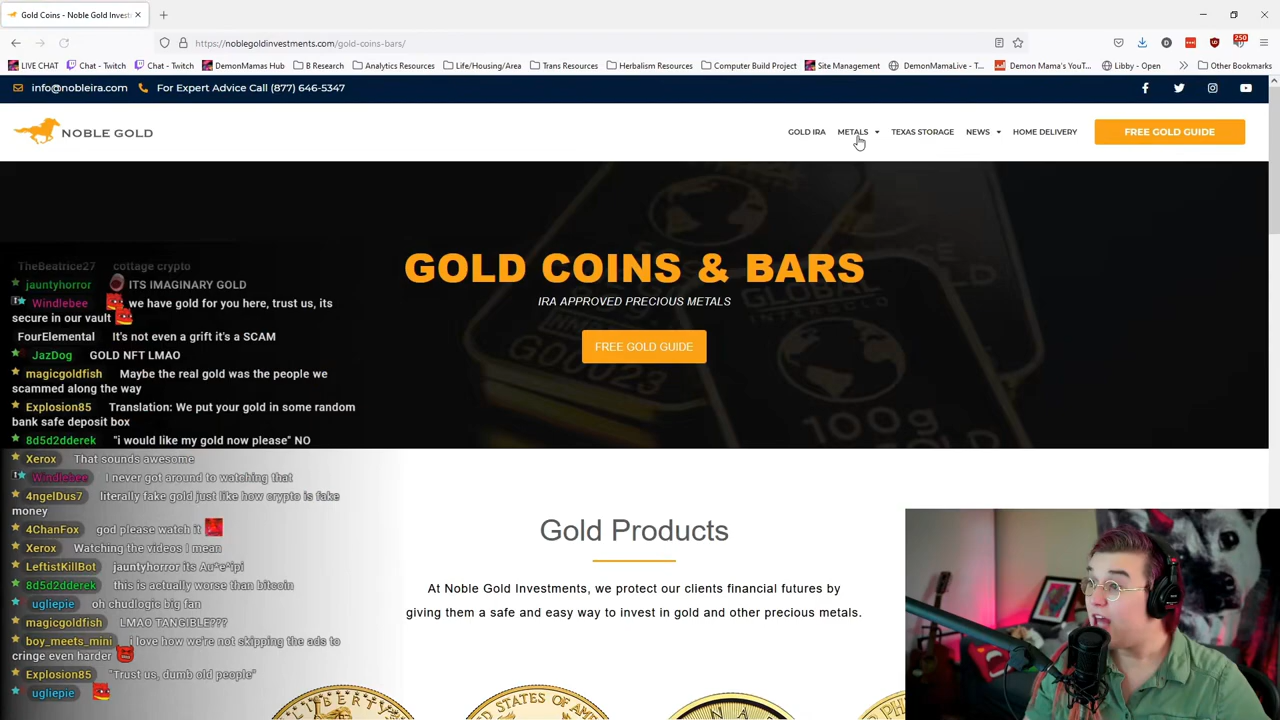 Gold Coins - Noble Gold Invest
https://noblegoldinvestments.com/gold-coins-bars/
250
LIVE CHAT
Chat - Twitch
Chat - Twitch
DemonMamas Hub
B Research
Analytics Resources
Life/Housing/Area
Trans Resources
Herbalism Resources
Computer Build Project
Site Management
DemonMamaLive - T...
Demon Mama's YouT...
Libby - Open
Other Bookmarks
info@nobleira.com
For Expert Advice Call (877) 646-5347
NOBLE GOLD
GOLD IRA
METALS
TEXAS STORAGE
NEWS
HOME DELIVERY
FREE GOLD GUIDE
GOLD COINS & BARS
IRA APPROVED PRECIOUS METALS
FREE GOLD GUIDE
TheBeatrice27 cottage crypto
jauntyhorror ITS IMAGINARY GOLD
Windlebee we have gold for you here, trust us, its
secure in our vault
FourElemental It's not even a grift it's a SCAM
JazDog GOLD NFT LMAO
magicgoldfish Maybe the real gold was the people we
scammed along the way
Explosion85 Translation: We put your gold in some random
bank safe deposit box
8d5d2dderek "i would like my gold now please" NO
Xerox That sounds awesome
Windlebee I never got around to watching that
4ngelDus7 literally fake gold just like how crypto is fake
money
4ChanFox god please watch it
Xerox Watching the videos I mean
LeftistKillBot jauntyhorror its Au^e^ipi
8d5d2dderek this is actually worse than bitcoin
ugliepie oh chudlogic big fan
magicgoldfish LMAO TANGIBLE???
boy_meets_mini i love how we're not skipping the ads to
cringe even harder
Explosion85 "Trust us, dumb old people"
ugliepie
Gold Products
At Noble Gold Investments, we protect our clients financial futures by
giving them a safe and easy way to invest in gold and other precious metals.